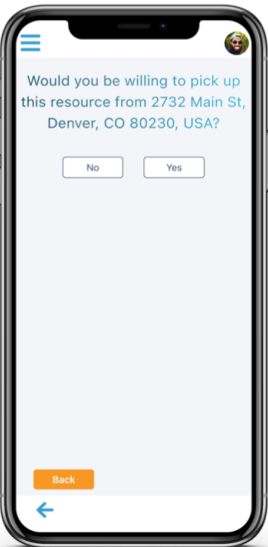 Would you be willing to pick up
this resource from 2732 Main St,
Denver, CO 80230, USA?
No
Yes
Back